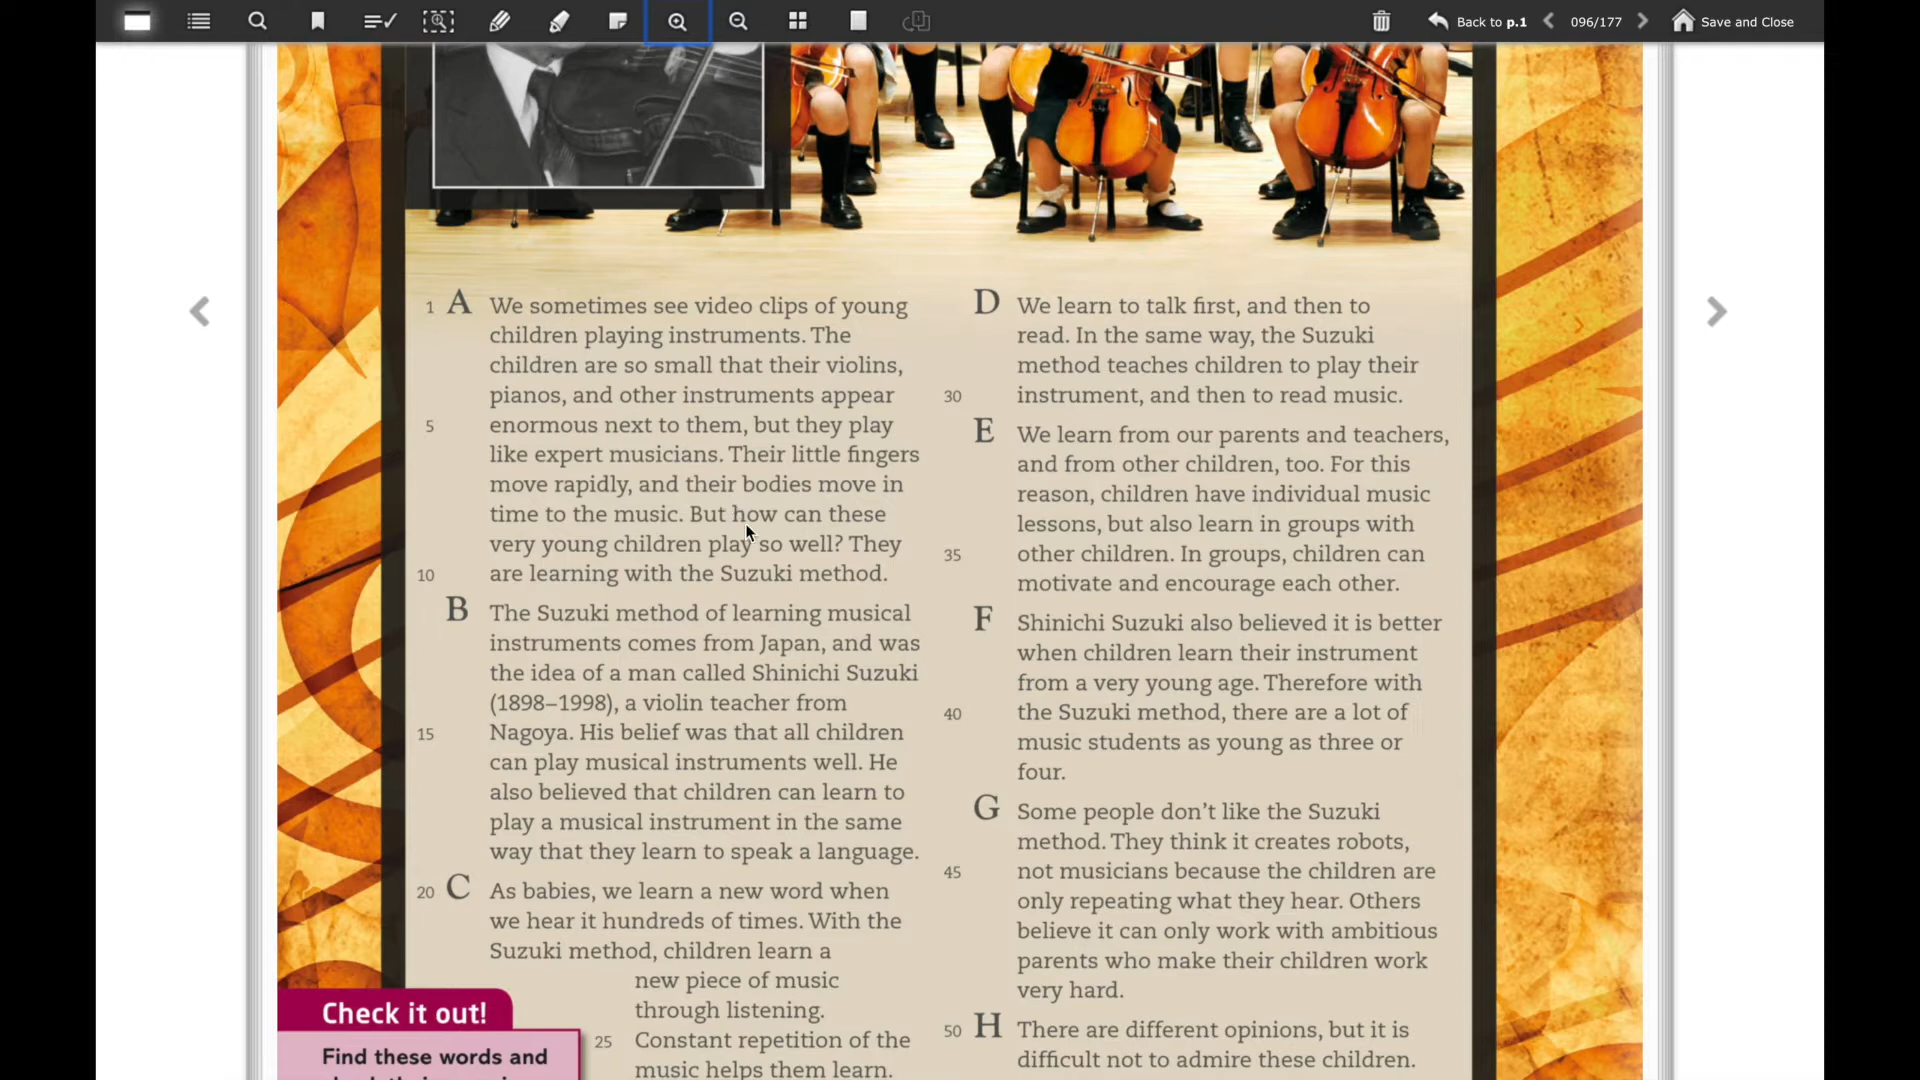 Back to p.1
096/177
Save and Close
1
A
We sometimes see video clips of young
children playing instruments. The
children are so small that their violins,
pianos, and other instruments appear
5
enormous next to them, but they play
like expert musicians. Their little fingers
move rapidly, and their bodies move in
time to the music. But how can these
very young children play so well? They
10
are learning with the Suzuki method.
B
The Suzuki method of learning musical
instruments comes from Japan, and was
the idea of a man called Shinichi Suzuki
(1898–1998), a violin teacher from
15
Nagoya. His belief was that all children
can play musical instruments well. He
also believed that children can learn to
play a musical instrument in the same
way that they learn to speak a language.
20
C
As babies, we learn a new word when
we hear it hundreds of times. With the
Suzuki method, children learn a
new piece of music
through listening.
25
Constant repetition of the
music helps them learn.
D
We learn to talk first, and then to
read. In the same way, the Suzuki
method teaches children to play their
30
instrument, and then to read music.
E
We learn from our parents and teachers,
and from other children, too. For this
reason, children have individual music
lessons, but also learn in groups with
35
other children. In groups, children can
motivate and encourage each other.
F
Shinichi Suzuki also believed it is better
when children learn their instrument
from a very young age. Therefore with
40
the Suzuki method, there are a lot of
music students as young as three or
four.
G
Some people don't like the Suzuki
method. They think it creates robots,
45
not musicians because the children are
only repeating what they hear. Others
believe it can only work with ambitious
parents who make their children work
very hard.
50
H
There are different opinions, but it is
difficult not to admire these children.
Check it out!
Find these words and